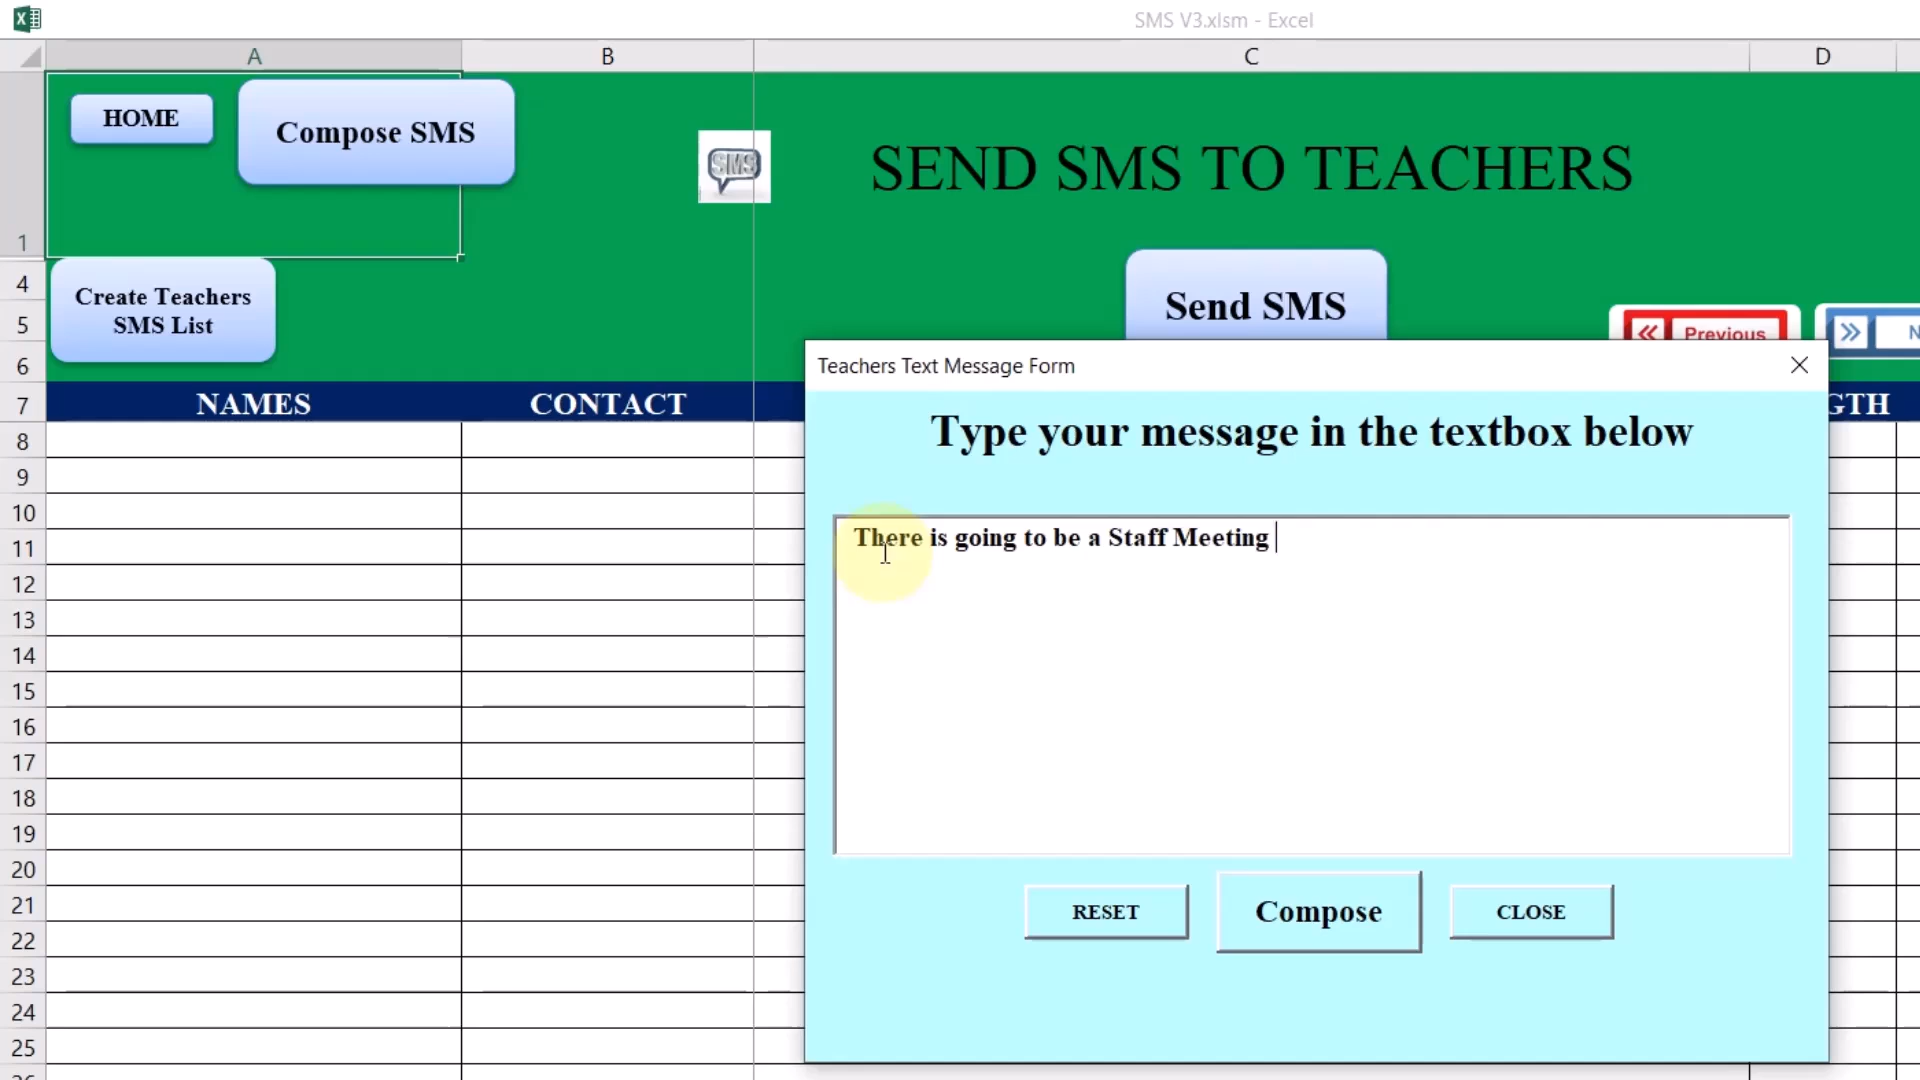 SMS V3.xlsm - Excel
A B C D
HOME
Compose SMS
SMS
SEND SMS TO TEACHERS
1
Create Teachers
SMS List
Send SMS
Previous
N
4
5
6
7
NAMES CONTACT GTH
Teachers Text Message Form
Type your message in the textbox below
There is going to be a Staff Meeting
RESET Compose CLOSE
8
9
10
11
12
13
14
15
16
17
18
19
20
21
22
23
24
25